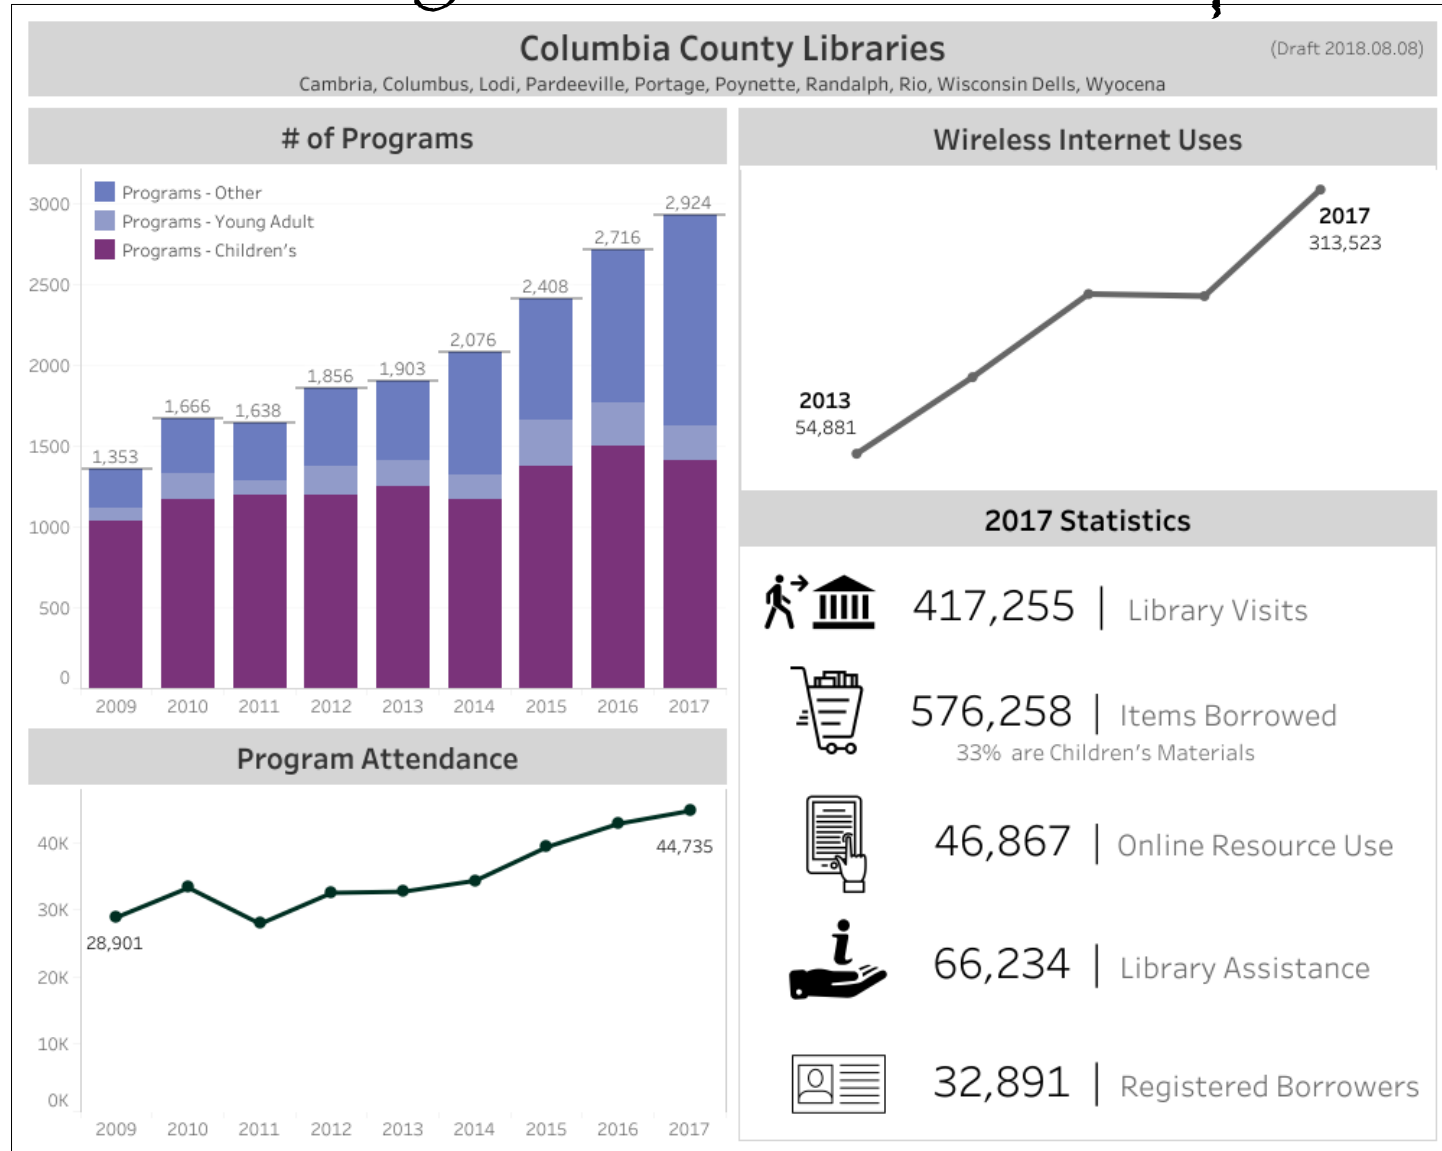 Columbia County Libraries
(Draft 2018.08.08)
Cambria, Columbus, Lodi, Pardeeville, Portage, Poynette, Randalph, Rio, Wisconsin Dells, Wyocena
# of Programs
Programs - Other
Programs - Young Adult
Programs - Children's
3000
2500
2000
1500
1000
500
0
1,353
1,666
1,638
1,856
1,903
2,076
2,408
2,716
2,924
2009 2010 2011 2012 2013 2014 2015 2016 2017
Program Attendance
40K
30K
20K
10K
0K
28,901
44,735
2009 2010 2011 2012 2013 2014 2015 2016 2017
Wireless Internet Uses
2013
54,881
2017
313,523
2017 Statistics
417,255 | Library Visits
576,258 | Items Borrowed
33% are Children's Materials
46,867 | Online Resource Use
i
66,234 | Library Assistance
32,891 | Registered Borrowers